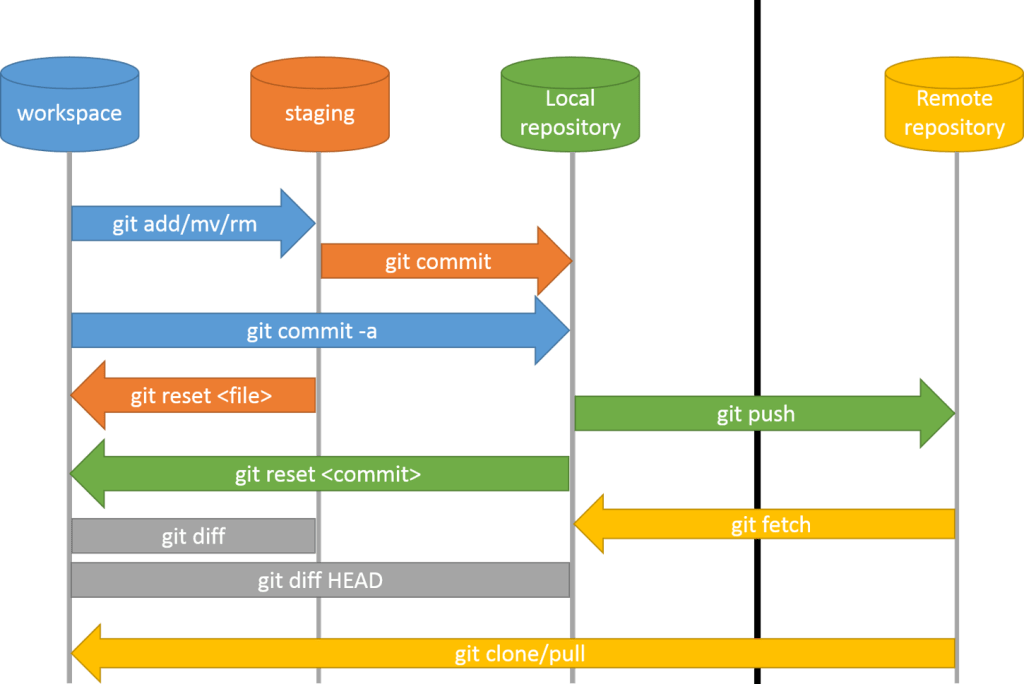 workspace
staging
Local
repository
Remote
repository
git add/mv/rm
git commit
git commit -a
git reset <file>
git push
git reset <commit>
git fetch
git diff
git diff HEAD
git clone/pull